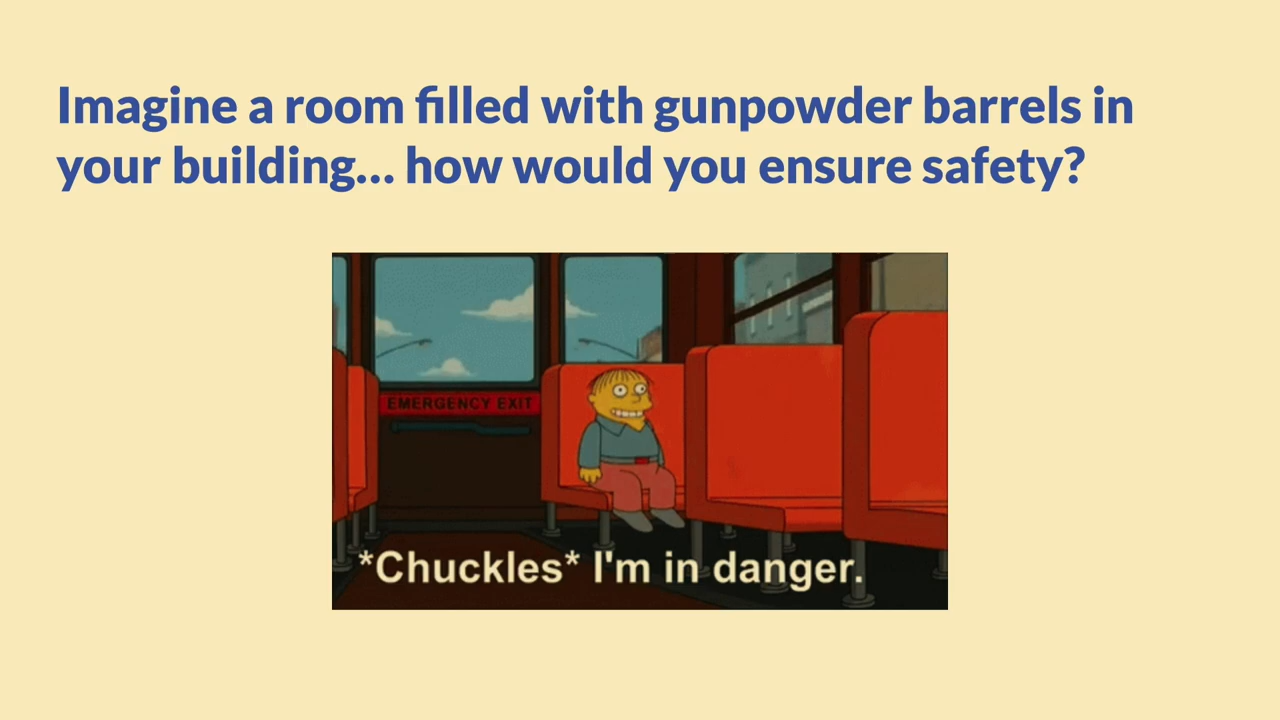 Imagine a room filled with gunpowder barrels in
your building... how would you ensure safety?
EMERGENCY EXIT
*Chuckles* I'm in danger.